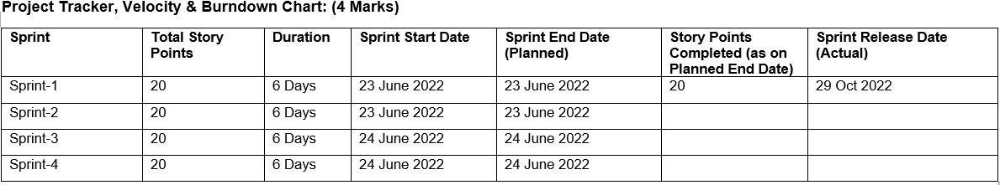 Project Tracker, Velocity & Burndown Chart: (4 Marks)
Sprint Total Story Points Duration Sprint Start Date Sprint End Date (Planned) Story Points Completed (as on Planned End Date) Sprint Release Date (Actual)
Sprint-1 20 6 Days 23 June 2022 23 June 2022 20 29 Oct 2022
Sprint-2 20 6 Days 23 June 2022 23 June 2022
Sprint-3 20 6 Days 24 June 2022 24 June 2022
Sprint-4 20 6 Days 24 June 2022 24 June 2022